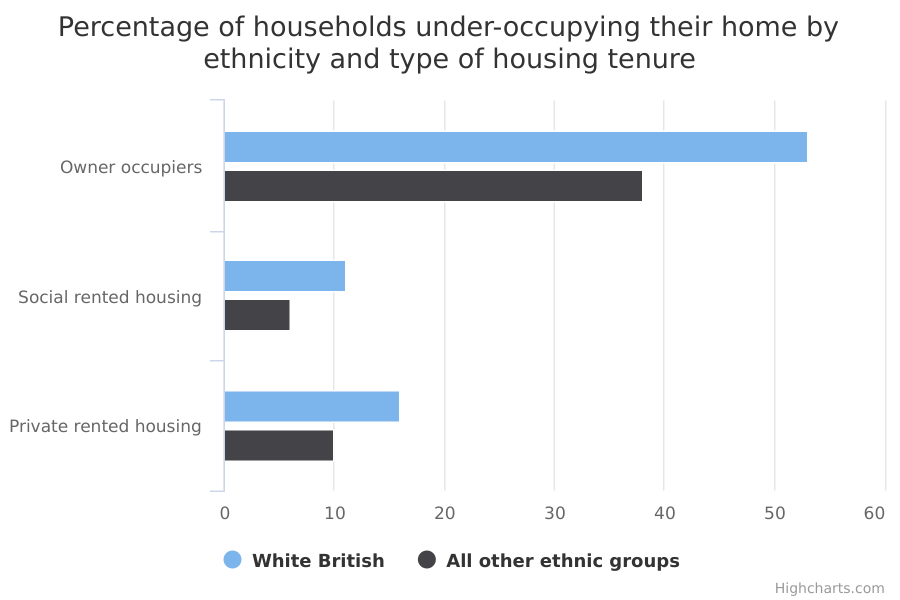 Percentage of households under-occupying their home by
ethnicity and type of housing tenure
Owner occupiers
Social rented housing
Private rented housing
0 10 20 30 40 50 60
White British All other ethnic groups
Highcharts.com